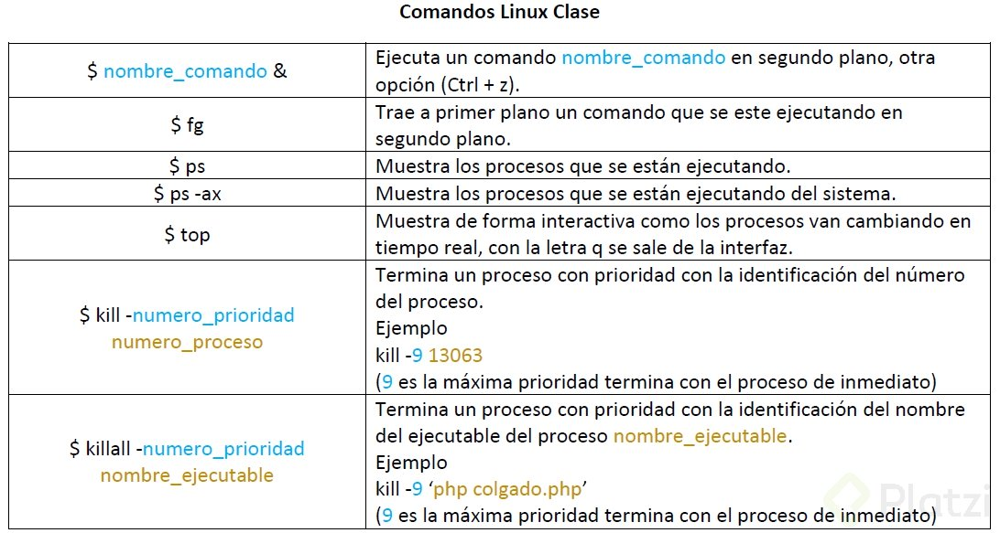 Comandos Linux Clase
$ nombre_comando &
Ejecuta un comando nombre_comando en segundo plano, otra
opción (Ctrl + z).
$ fg
Trae a primer plano un comando que se este ejecutando en
segundo plano.
$ ps
Muestra los procesos que se están ejecutando.
$ ps -ax
Muestra los procesos que se están ejecutando del sistema.
$ top
Muestra de forma interactiva como los procesos van cambiando en
tiempo real, con la letra q se sale de la interfaz.
$ kill -numero_prioridad
numero_proceso
Termina un proceso con prioridad con la identificación del número
del proceso.
Ejemplo
kill -9 13063
(9 es la máxima prioridad termina con el proceso de inmediato)
$ killall -numero_prioridad
nombre_ejecutable
Termina un proceso con prioridad con la identificación del nombre
del ejecutable del proceso nombre_ejecutable.
Ejemplo
kill -9 ‘php colgado.php’
(9 es la máxima prioridad termina con el proceso de inmediato)
Platzi